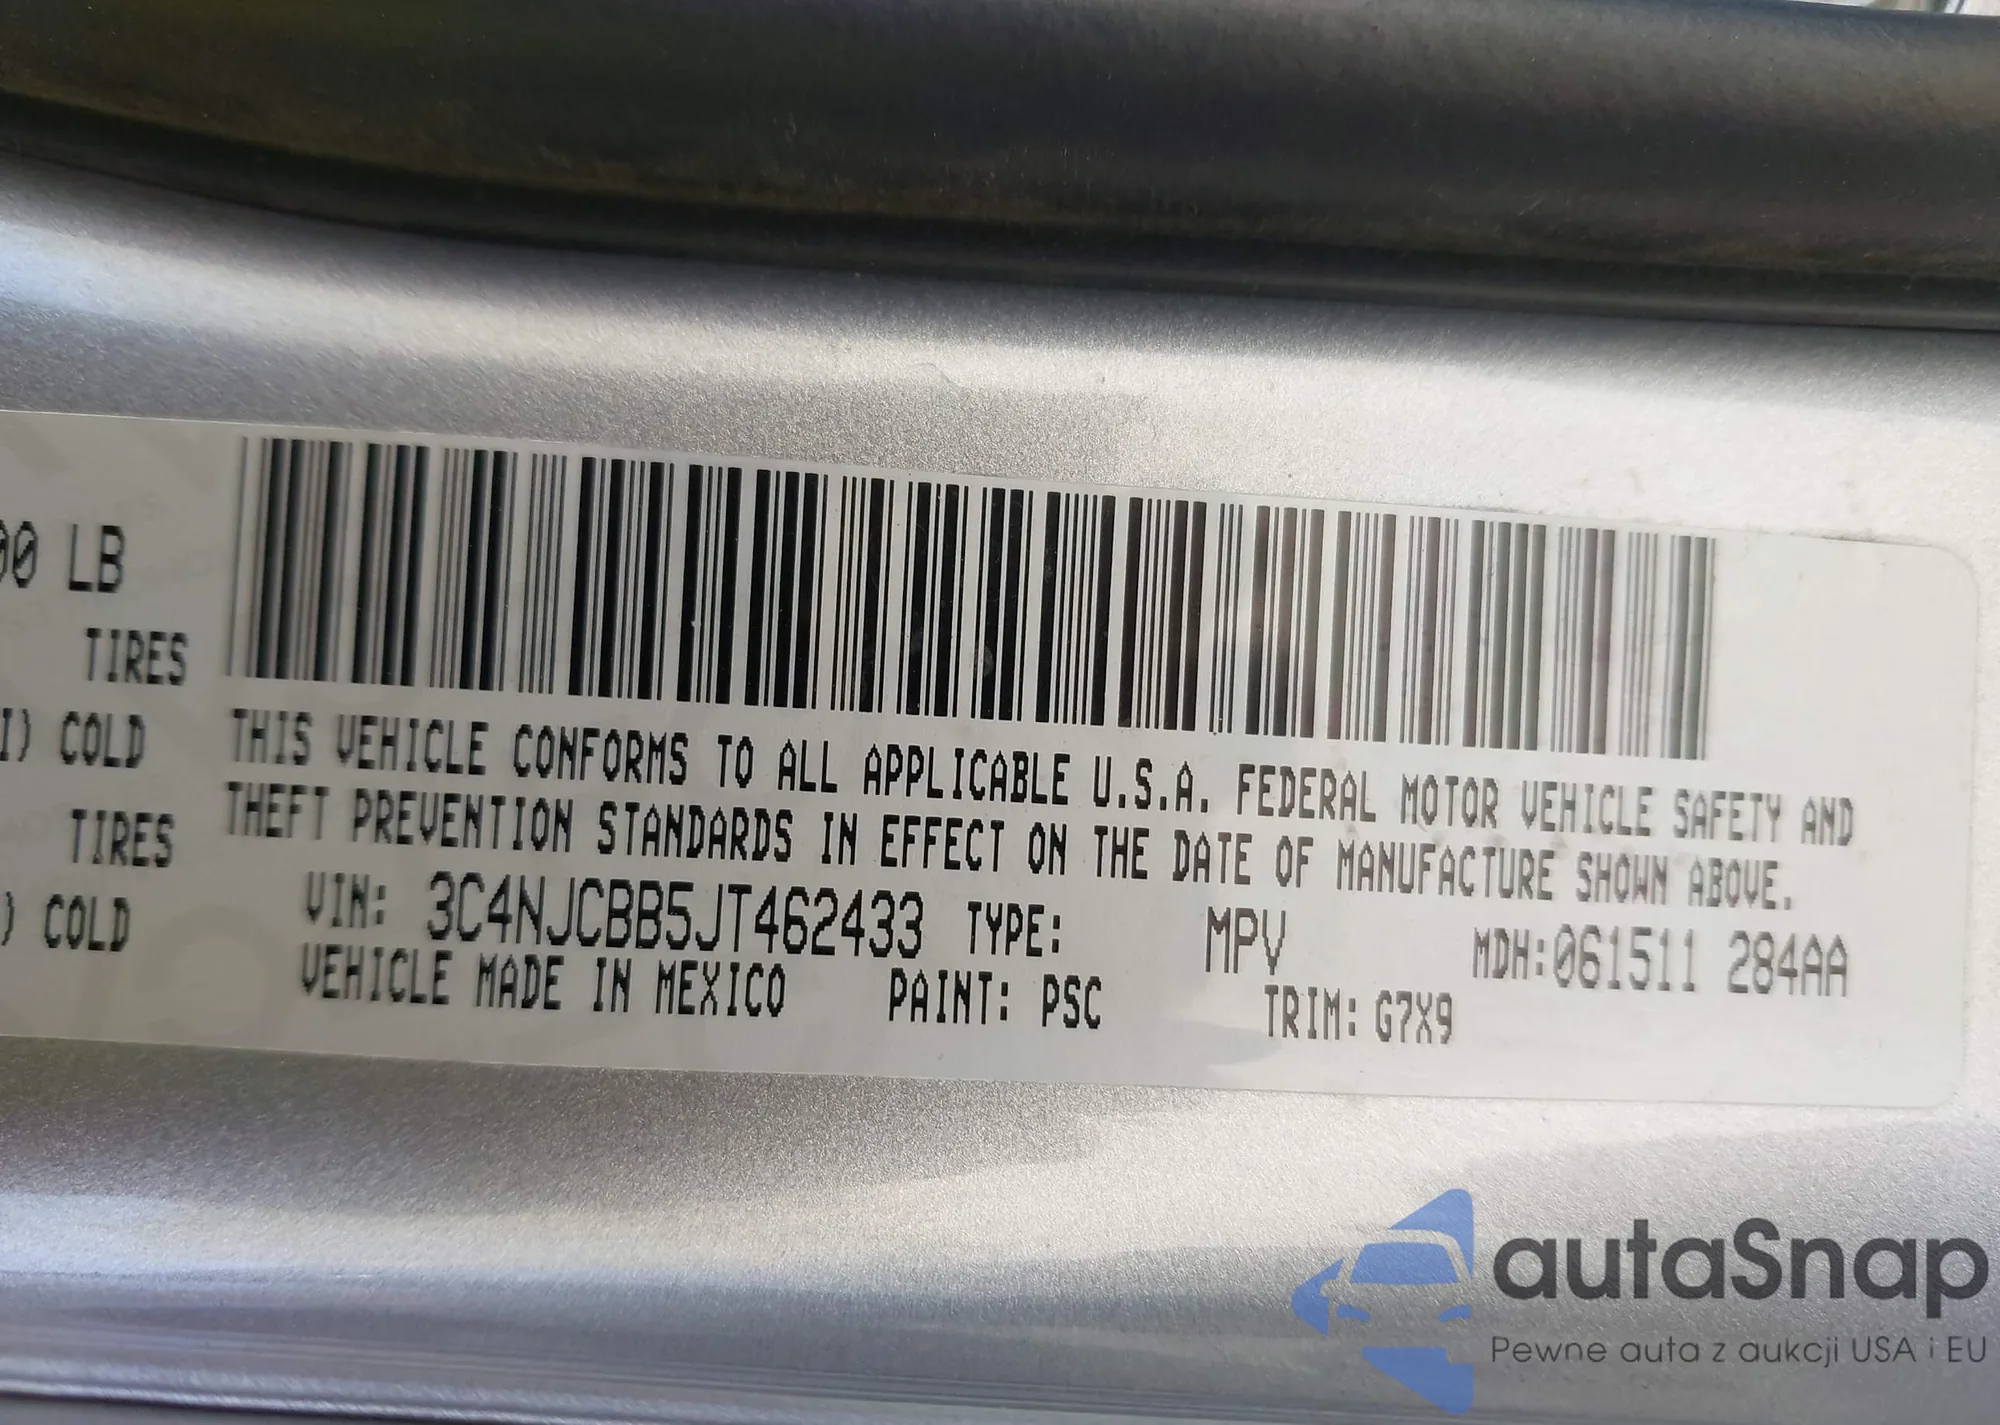 00 LB
TIRES
I) COLD
TIRES
) COLD
THIS VEHICLE CONFORMS TO ALL APPLICABLE U.S.A. FEDERAL MOTOR VEHICLE SAFETY AND
THEFT PREVENTION STANDARDS IN EFFECT ON THE DATE OF MANUFACTURE SHOWN ABOVE.
VIN: 3C4NJCBB5JT462433 TYPE: MPV MDH:061511 284AA
VEHICLE MADE IN MEXICO PAINT: PSC TRIM: G7X9
autaSnap
Pewne auta z aukcji USA i EU